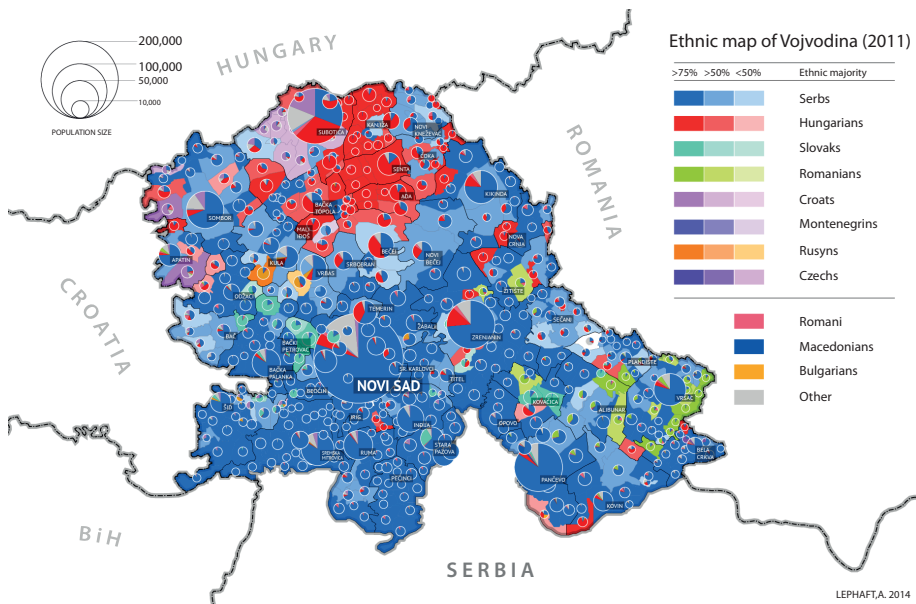 200,000
100,000
50,000
10,000
POPULATION SIZE
HUNGARY
ROMANIA
CROATIA
BiH
SERBIA
Ethnic map of Vojvodina (2011)
>75% >50% <50% Ethnic majority
Serbs
Hungarians
Slovaks
Romanians
Croats
Montenegrins
Rusyns
Czechs
Romani
Macedonians
Bulgarians
Other
SUBOTICA
KANJIŽA
NOVI
KNEŽEVAC
ČOKA
SENTA
ADA
KIKINDA
SOMBOR
BAČKA
TOPOLA
MALI
IĐOŠ
BEČEJ
NOVI
BEČEJ
NOVA
CRNJA
APATIN
KULA
VRBAS
SRBOBRAN
ODŽACI
ŽITIŠTE
TEMERIN
BAČ
BAČKI
PETROVAC
ŽABALJ
ZRENJANIN
SEČANJ
BAČKA
PALANKA
SR. KARLOVCI
TITEL
PLANDIŠTE
NOVI SAD
BEOČIN
VRŠAC
ŠID
KOVAČICA
ALIBUNAR
IRIG
INĐIJA
OPOVO
SREMSKA
MITROVICA
RUMA
STARA
PAZOVA
BELA
CRKVA
PEĆINCI
PANČEVO
KOVIN
LEPHAFT,A. 2014